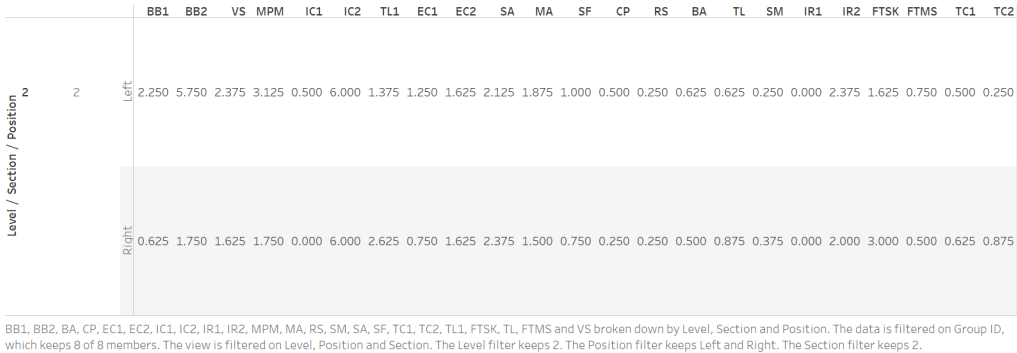 BB1 BB2 VS MPM IC1 IC2 TL1 EC1 EC2 SA MA SF CP RS BA TL SM IR1 IR2 FTSK FTMS TC1 TC2
Level / Section / Position
2 2 Left 2.250 5.750 2.375 3.125 0.500 6.000 1.375 1.250 1.625 2.125 1.875 1.000 0.500 0.250 0.625 0.625 0.250 0.000 2.375 1.625 0.750 0.500 0.250
Right 0.625 1.750 1.625 1.750 0.000 6.000 2.625 0.750 1.625 2.375 1.500 0.750 0.250 0.250 0.500 0.875 0.375 0.000 2.000 3.000 0.500 0.625 0.875
BB1, BB2, BA, CP, EC1, EC2, IC1, IC2, IR1, IR2, MPM, MA, RS, SM, SA, SF, TC1, TC2, TL1, FTSK, TL, FTMS and VS broken down by Level, Section and Position. The data is filtered on Group ID,
which keeps 8 of 8 members. The view is filtered on Level, Position and Section. The Level filter keeps 2. The Position filter keeps Left and Right. The Section filter keeps 2.